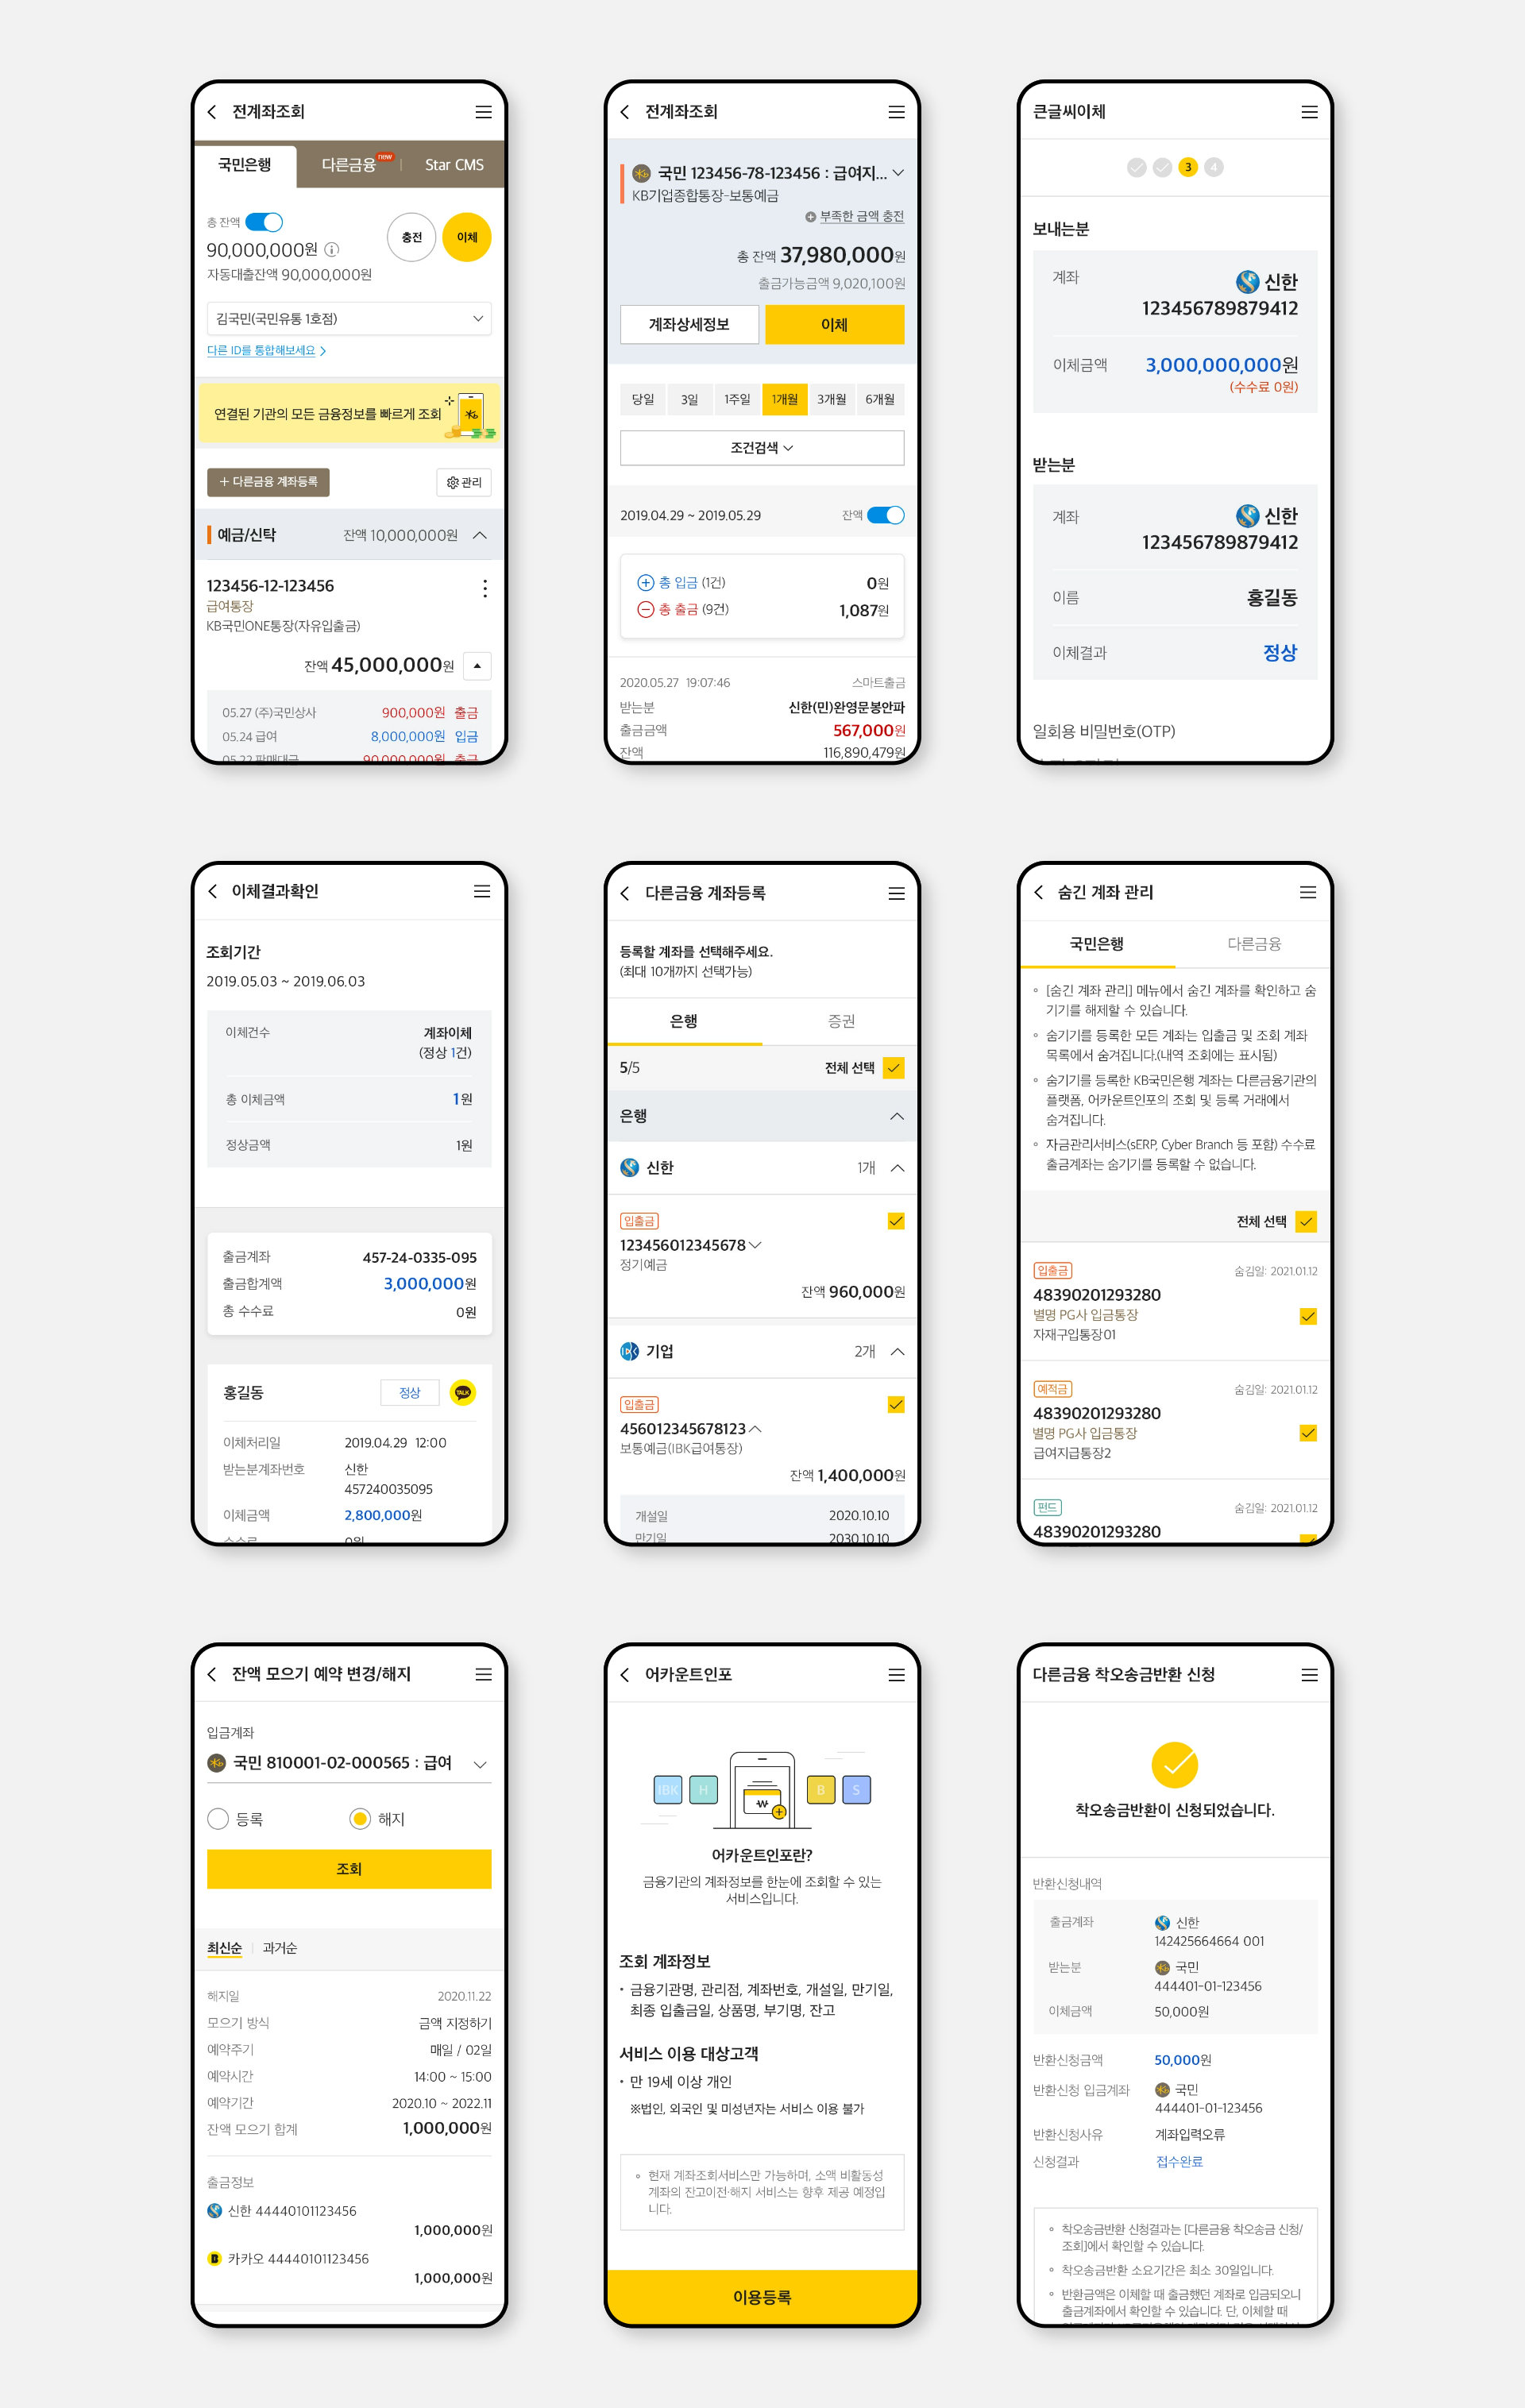 전계좌조회
국민은행 다른금융 new Star CMS
총 잔액
90,000,000원
자동대출잔액 90,000,000원
충전 이체
김국민(국민유통 1호점)
다른 ID를 통합해보세요
연결된 기관의 모든 금융정보를 빠르게 조회
+ 다른금융 계좌등록 관리
예금/신탁 잔액 10,000,000원
123456-12-123456
급여통장
KB국민ONE통장(자유입출금)
잔액 45,000,000원
05.27 (주)국민상사 900,000원 출금
05.24 급여 8,000,000원 입금
05.22 판매대금 90,000,000원 출금
전계좌조회
국민 123456-78-123456 : 급여지...
KB기업종합통장-보통예금
부족한 금액 충전
총 잔액 37,980,000원
출금가능금액 9,020,100원
계좌상세정보 이체
당일 3일 1주일 1개월 3개월 6개월
조건검색
2019.04.29 ~ 2019.05.29 잔액
총 입금 (1건) 0원
총 출금 (9건) 1,087원
2020.05.27 19:07:46 스마트출금
받는분 신한(민)완영문봉안파
출금금액 567,000원
잔액 116,890,479원
큰글씨이체
3 4
보내는분
계좌 신한
123456789879412
이체금액 3,000,000,000원
(수수료 0원)
받는분
계좌 신한
123456789879412
이름 홍길동
이체결과 정상
일회용 비밀번호(OTP)
이체결과확인
조회기간
2019.05.03 ~ 2019.06.03
이체건수 계좌이체
(정상 1건)
총 이체금액 1원
정상금액 1원
출금계좌 457-24-0335-095
출금합계액 3,000,000원
총 수수료 0원
홍길동 정상 TALK
이체처리일 2019.04.29 12:00
받는분계좌번호 신한
457240035095
이체금액 2,800,000원
수수료 0원
다른금융 계좌등록
등록할 계좌를 선택해주세요.
(최대 10개까지 선택가능)
은행 증권
5/5 전체 선택
은행
신한 1개
입출금
123456012345678
정기예금
잔액 960,000원
기업 2개
입출금
456012345678123
보통예금(IBK급여통장)
잔액 1,400,000원
개설일 2020.10.10
만기일 2030.10.10
숨긴 계좌 관리
국민은행 다른금융
[숨긴 계좌 관리] 메뉴에서 숨긴 계좌를 확인하고 숨
기기를 해제할 수 있습니다.
숨기기를 등록한 모든 계좌는 입출금 및 조회 계좌
목록에서 숨겨집니다.(내역 조회에는 표시됨)
숨기기를 등록한 KB국민은행 계좌는 다른금융기관의
플랫폼, 어카운트인포의 조회 및 등록 거래에서
숨겨집니다.
자금관리서비스(sERP, Cyber Branch 등 포함) 수수료
출금계좌는 숨기기를 등록할 수 없습니다.
전체 선택
입출금 숨김일: 2021.01.12
48390201293280
별명 PG사 입금통장
자재구입통장01
예적금 숨김일: 2021.01.12
48390201293280
별명 PG사 입금통장
급여지급통장2
펀드 숨김일: 2021.01.12
48390201293280
잔액 모으기 예약 변경/해지
입금계좌
국민 810001-02-000565 : 급여
등록 해지
조회
최신순 과거순
해지일 2020.11.22
모으기 방식 금액 지정하기
예약주기 매일 / 02일
예약시간 14:00 ~ 15:00
예약기간 2020.10 ~ 2022.11
잔액 모으기 합계 1,000,000원
출금정보
신한 44440101123456
1,000,000원
카카오 44440101123456
1,000,000원
어카운트인포
IBK H ₩ B S
어카운트인포란?
금융기관의 계좌정보를 한눈에 조회할 수 있는
서비스입니다.
조회 계좌정보
금융기관명, 관리점, 계좌번호, 개설일, 만기일,
최종 입출금일, 상품명, 부기명, 잔고
서비스 이용 대상고객
만 19세 이상 개인
※법인, 외국인 및 미성년자는 서비스 이용 불가
현재 계좌조회서비스만 가능하며, 소액 비활동성
계좌의 잔고이전·해지 서비스는 향후 제공 예정입
니다.
이용등록
다른금융 착오송금반환 신청
착오송금반환이 신청되었습니다.
반환신청내역
출금계좌 신한
142425664664 001
받는분 국민
444401-01-123456
이체금액 50,000원
반환신청금액 50,000원
반환신청 입금계좌 국민
444401-01-123456
반환신청사유 계좌입력오류
신청결과 접수완료
착오송금반환 신청결과는 [다른금융 착오송금 신청/
조회]에서 확인할 수 있습니다.
착오송금반환 소요기간은 최소 30일입니다.
반환금액은 이체할 때 출금했던 계좌로 입금되오니
출금계좌에서 확인할 수 있습니다. 단, 이체할 때